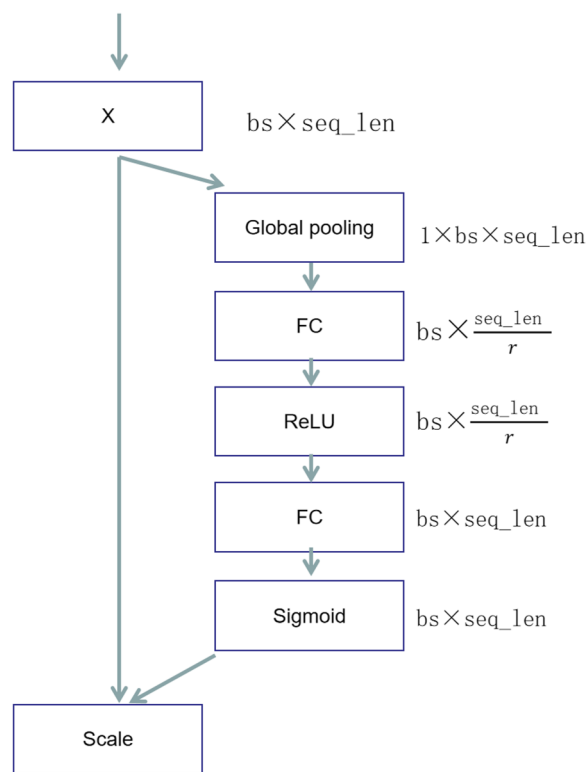 X
bs×seq_len
Global pooling
1×bs×seq_len
FC
bs×seq_len/r
ReLU
bs×seq_len/r
FC
bs×seq_len
Sigmoid
bs×seq_len
Scale